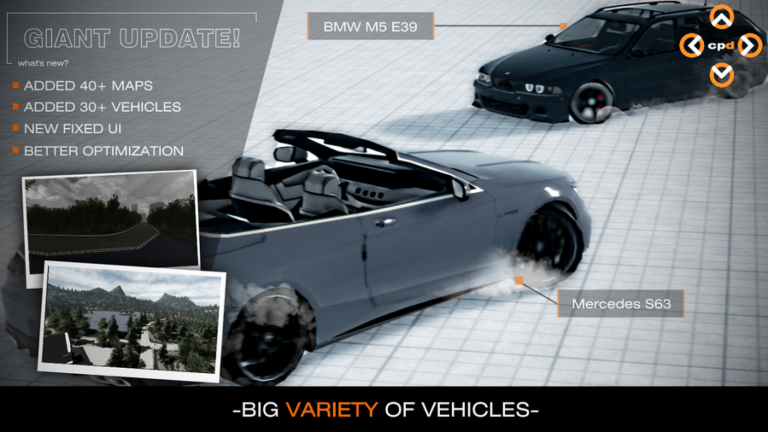 GIANT UPDATE!
what's new?
ADDED 40+ MAPS
ADDED 30+ VEHICLES
NEW FIXED UI
BETTER OPTIMIZATION
BMW M5 E39
cpd
Mercedes S63
-BIG VARIETY OF VEHICLES-